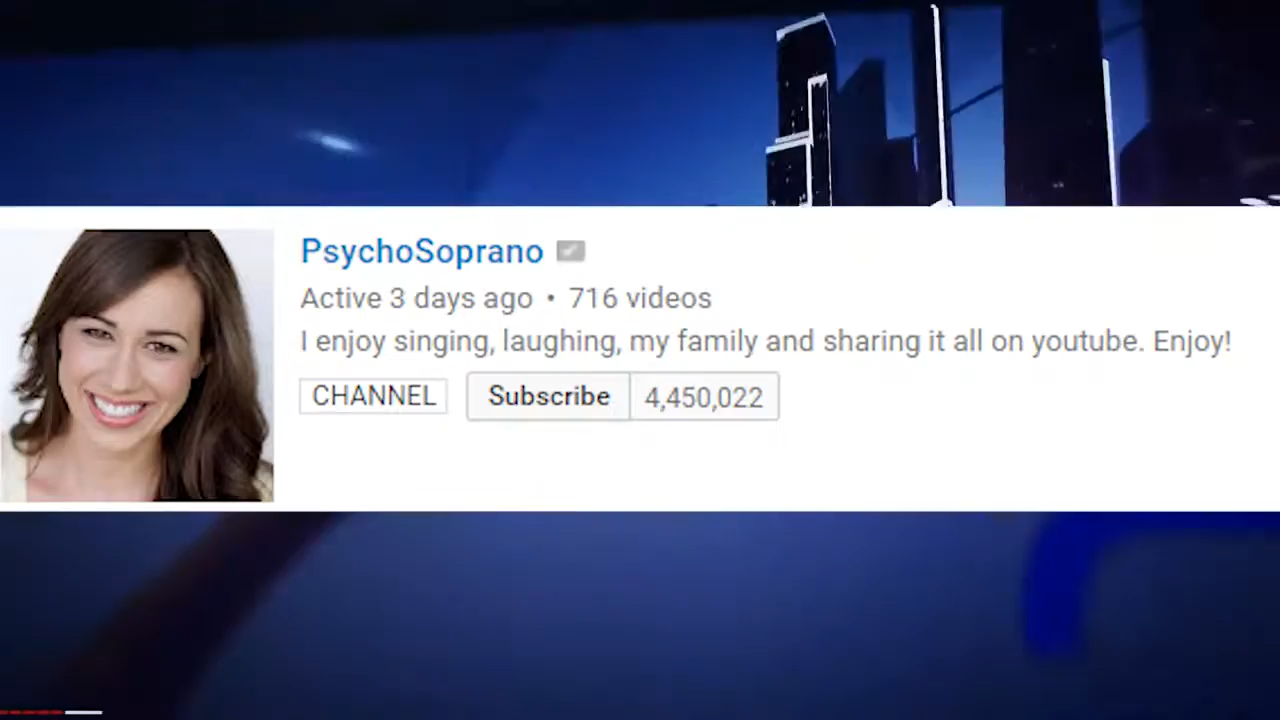 PsychoSoprano
Active 3 days ago • 716 videos
I enjoy singing, laughing, my family and sharing it all on youtube. Enjoy!
CHANNEL Subscribe 4,450,022